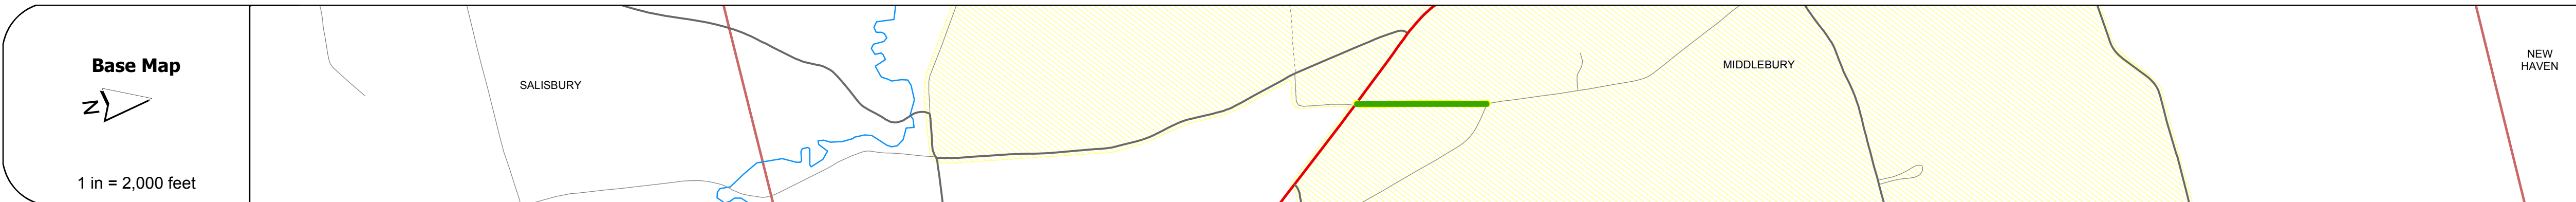 Base Map
N
1 in = 2,000 feet
SALISBURY
MIDDLEBURY
NEW
HAVEN